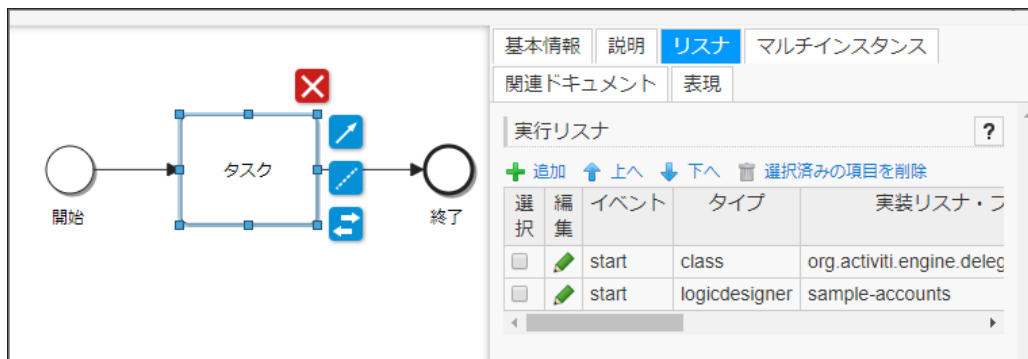 基本情報 説明 リスナ マルチインスタンス
関連ドキュメント 表現
実行リスナ ?
追加 上へ 下へ 選択済みの項目を削除
選択 編集 イベント タイプ 実装リスナ・フ
start class org.activiti.engine.deleg
start logicdesigner sample-accounts
開始
タスク
終了